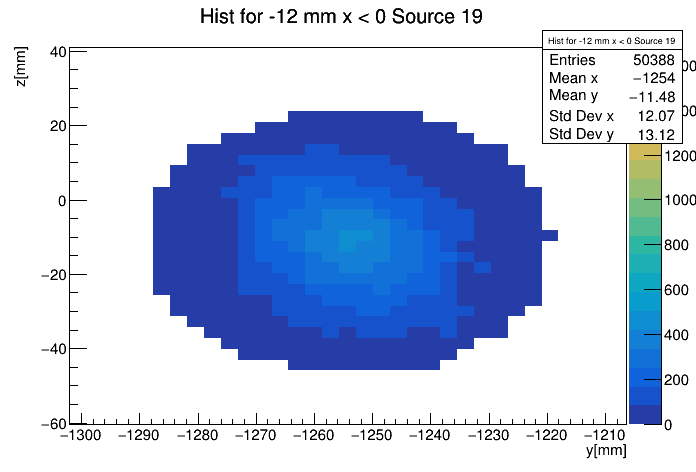 Hist for -12 mm x < 0 Source 19
z[mm]
Hist for -12 mm x < 0 Source 19
Entries 50388
Mean x −1254
Mean y −11.48
Std Dev x 12.07
Std Dev y 13.12
40
20
0
−20
−40
−60
1200
1000
800
600
400
200
0
−1300 −1290 −1280 −1270 −1260 −1250 −1240 −1230 −1220 −1210
y[mm]